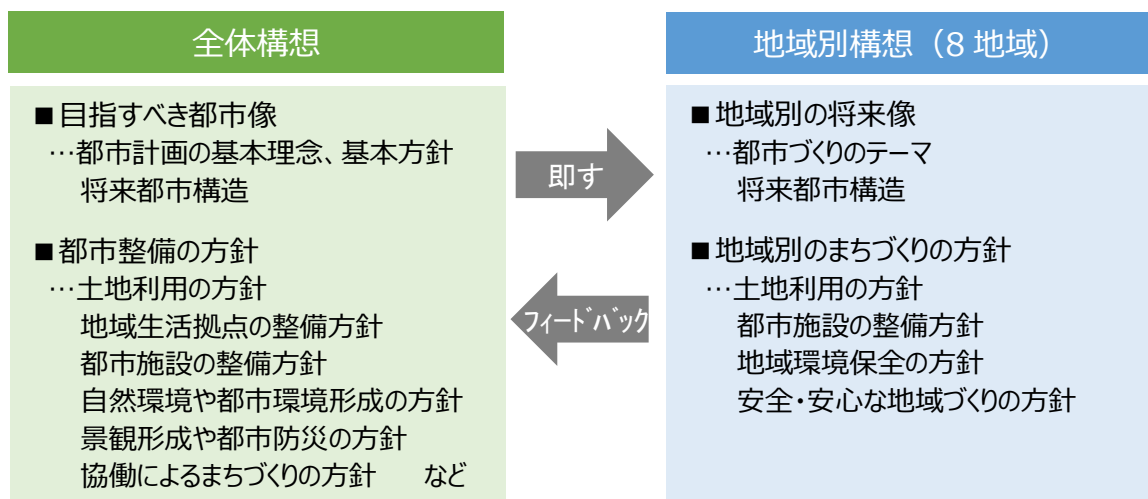 全体構想
■目指すべき都市像
…都市計画の基本理念、基本方針
将来都市構造
■都市整備の方針
…土地利用の方針
地域生活拠点の整備方針
都市施設の整備方針
自然環境や都市環境形成の方針
景観形成や都市防災の方針
協働によるまちづくりの方針　など
即す
フィードバック
地域別構想（8 地域）
■地域別の将来像
…都市づくりのテーマ
将来都市構造
■地域別のまちづくりの方針
…土地利用の方針
都市施設の整備方針
地域環境保全の方針
安全・安心な地域づくりの方針